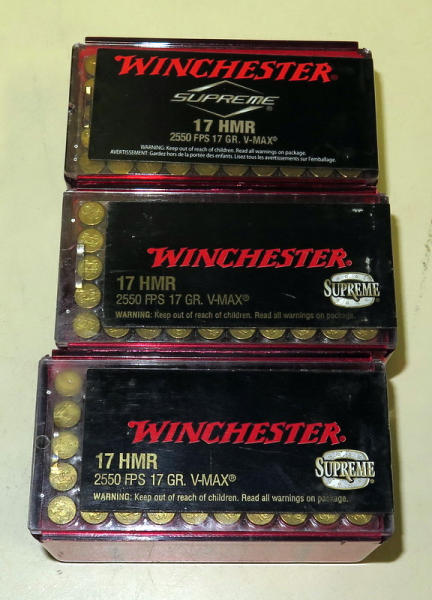 WINCHESTER®
SUPREME®
17 HMR
2550 FPS 17 GR. V-MAX®
WARNING: Keep out of reach of children. Read all warnings on package.
AVERTISSEMENT: Gardez hors de la portée des enfants. Lisez tous les avertissements sur l'emballage.
WINCHESTER®
17 HMR
2550 FPS 17 GR. V-MAX®
SUPREME
WARNING: Keep out of reach of children. Read all warnings on package.
WINCHESTER®
17 HMR
2550 FPS 17 GR. V-MAX®
SUPREME
WARNING: Keep out of reach of children. Read all warnings on package.